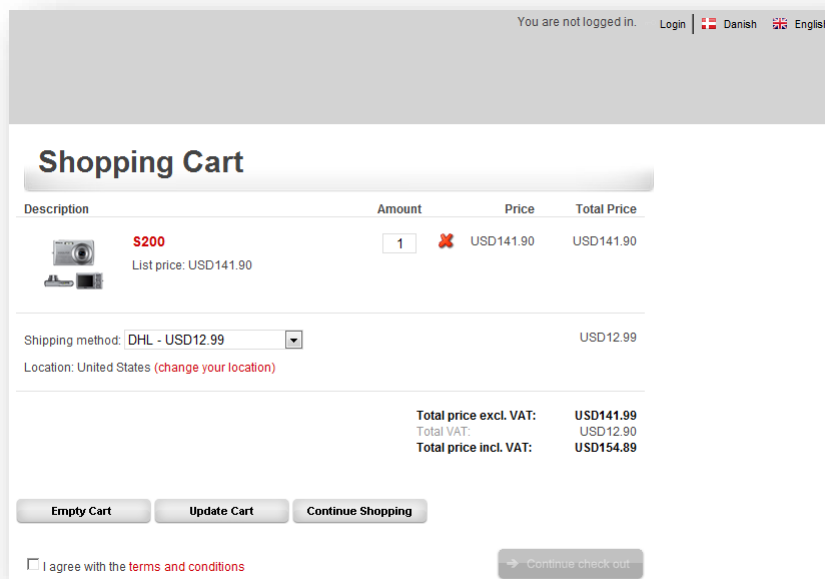 You are not logged in. Login Danish English
Shopping Cart
Description Amount Price Total Price
S200 1 USD141.90 USD141.90
List price: USD141.90
Shipping method: DHL - USD12.99 USD12.99
Location: United States (change your location)
Total price excl. VAT: USD141.99
Total VAT: USD12.90
Total price incl. VAT: USD154.89
Empty Cart Update Cart Continue Shopping
I agree with the terms and conditions Continue check out